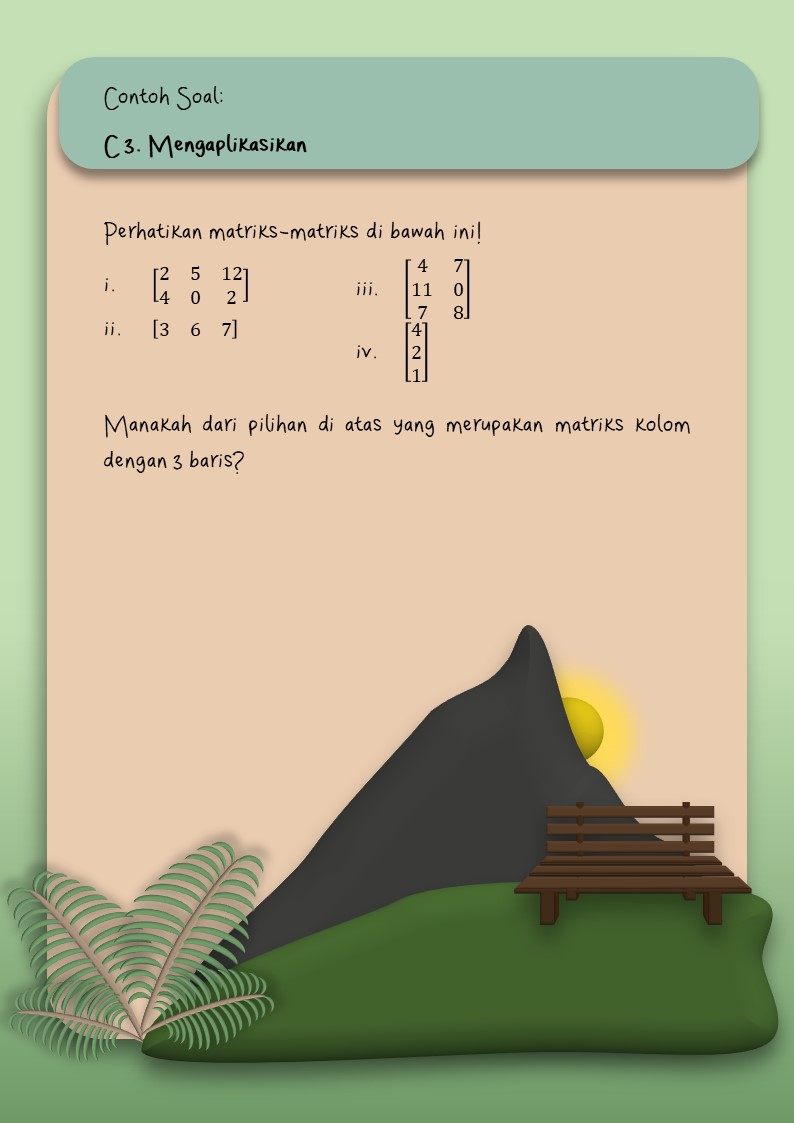 Contoh Soal:
C3. Mengaplikasikan
Perhatikan matriks-matriks di bawah ini!
i. [2 5 12
4 0 2]
ii. [3 6 7]
iii. [4 7
11 0
7 8]
iv. [4
2
1]
Manakah dari pilihan di atas yang merupakan matriks kolom
dengan 3 baris?